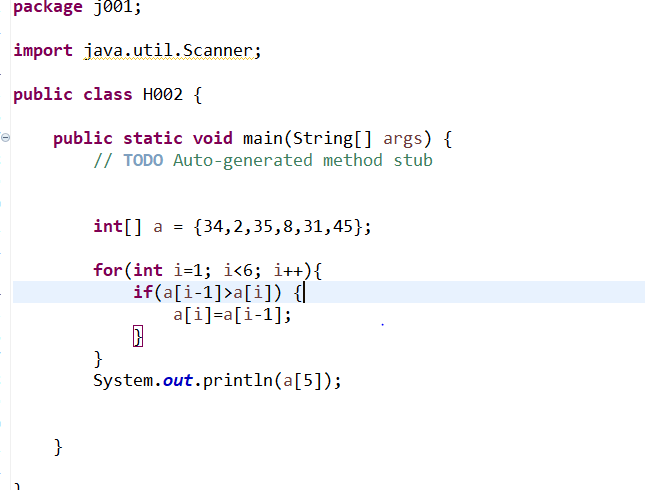 package j001;
import java.util.Scanner;
public class H002 {
public static void main(String[] args) {
// TODO Auto-generated method stub
int[] a = {34,2,35,8,31,45};
for(int i=1; i<6; i++){
if(a[i-1]>a[i]) {
a[i]=a[i-1];
}
}
System.out.println(a[5]);
}
}